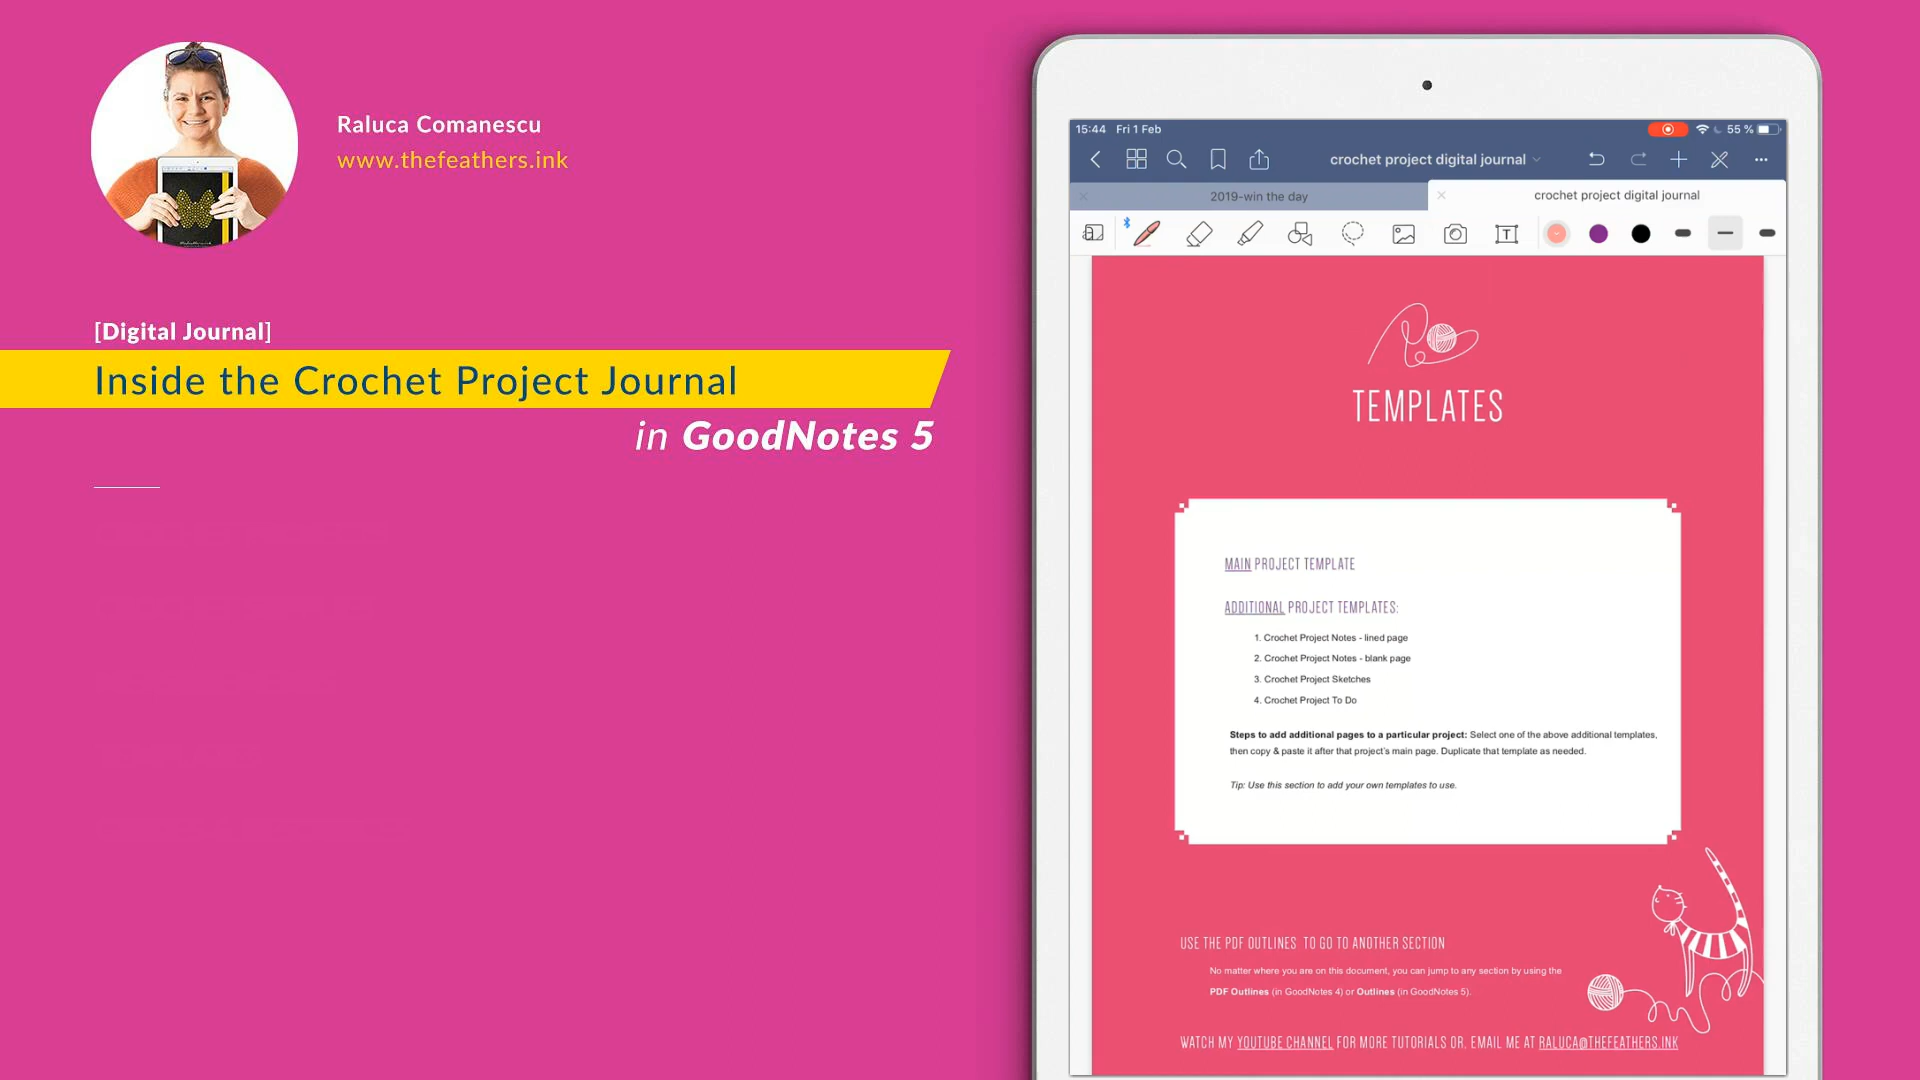 Raluca Comanescu
www.thefeathers.ink
[Digital Journal]
Inside the Crochet Project Journal
in GoodNotes 5
15:44 Fri 1 Feb
55 %
crochet project digital journal
2019-win the day
crochet project digital journal
T
TEMPLATES
MAIN PROJECT TEMPLATE
ADDITIONAL PROJECT TEMPLATES:
1. Crochet Project Notes - lined page
2. Crochet Project Notes - blank page
3. Crochet Project Sketches
4. Crochet Project To Do
Steps to add additional pages to a particular project: Select one of the above additional templates,
then copy & paste it after that project's main page. Duplicate that template as needed.
Tip: Use this section to add your own templates to use.
USE THE PDF OUTLINES TO GO TO ANOTHER SECTION
No matter where you are on this document, you can jump to any section by using the
PDF Outlines (in GoodNotes 4) or Outlines (in GoodNotes 5).
WATCH MY YOUTUBE CHANNEL FOR MORE TUTORIALS OR, EMAIL ME AT RALUCA@THEFEATHERS.INK